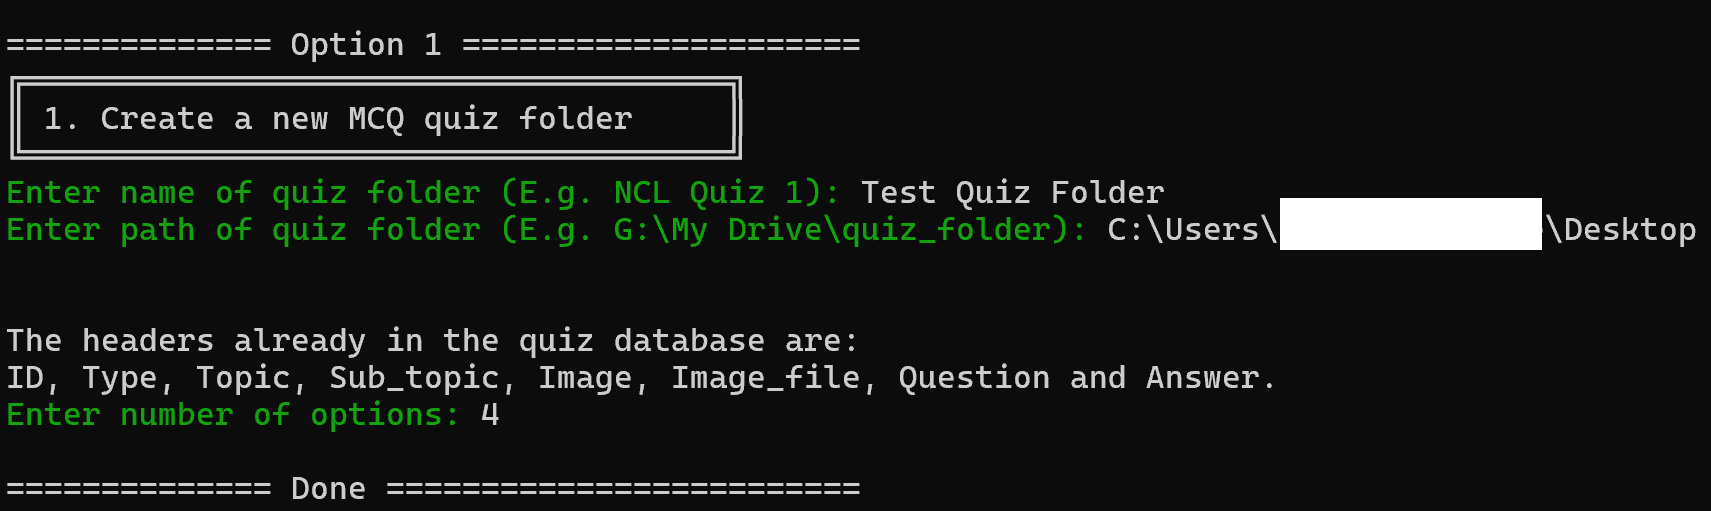 ============== Option 1 =====================
1. Create a new MCQ quiz folder
Enter name of quiz folder (E.g. NCL Quiz 1): Test Quiz Folder
Enter path of quiz folder (E.g. G:\My Drive\quiz_folder): C:\Users\ \Desktop
The headers already in the quiz database are:
ID, Type, Topic, Sub_topic, Image, Image_file, Question and Answer.
Enter number of options: 4
============== Done =========================